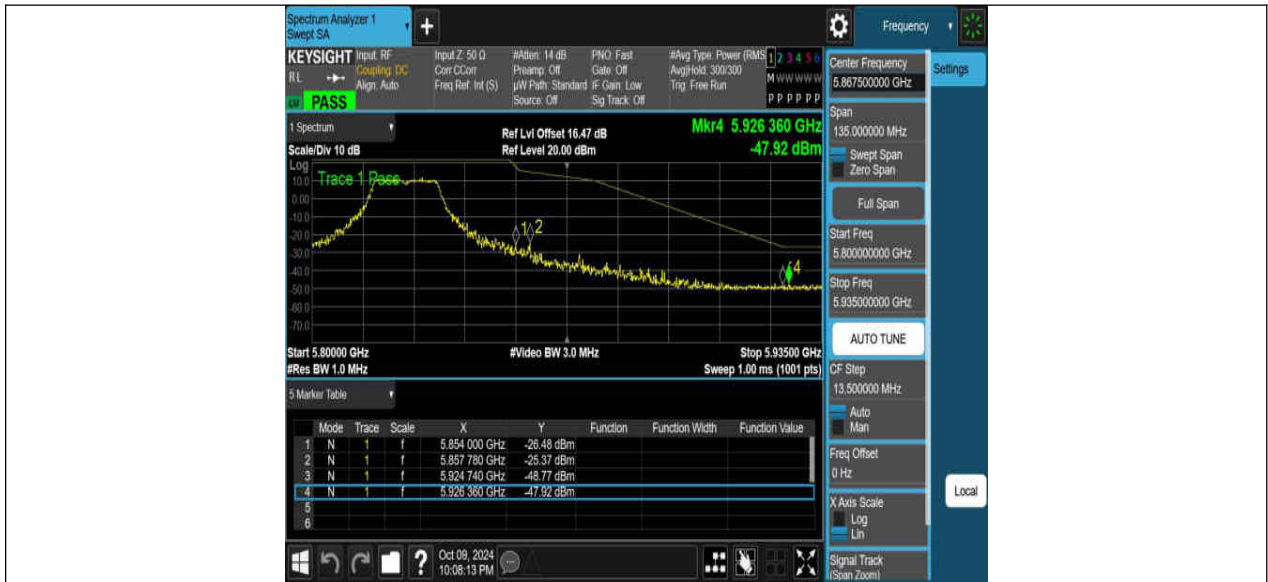 Spectrum Analyzer 1
Swept SA
+
Frequency
KEYSIGHT
RL
PASS
Input: RF
Coupling: DC
Align: Auto
Input Z: 50 Ω
Corr CCorr
Freq Ref: Int (S)
#Atten: 14 dB
Preamp: Off
µW Path: Standard
Source: Off
PNO: Fast
Gate: Off
IF Gain: Low
Sig Track: Off
#Avg Type: Power (RMS
Avg|Hold: 300/300
Trig: Free Run
1 2 3 4 5 6
M W W W W W
P P P P P P
1 Spectrum
Scale/Div 10 dB
Ref Lvl Offset 16.47 dB
Ref Level 20.00 dBm
Mkr4 5.926 360 GHz
-47.92 dBm
Log
Trace 1 Pass
10.0
0.00
-10.0
-20.0
-30.0
-40.0
-50.0
-60.0
-70.0
1 2
4
Start 5.80000 GHz
#Video BW 3.0 MHz
Stop 5.93500 GHz
#Res BW 1.0 MHz
Sweep 1.00 ms (1001 pts)
5 Marker Table
Mode Trace Scale X Y Function Function Width Function Value
1 N 1 f 5.854 000 GHz -26.48 dBm
2 N 1 f 5.857 780 GHz -25.37 dBm
3 N 1 f 5.924 740 GHz -48.77 dBm
4 N 1 f 5.926 360 GHz -47.92 dBm
5
6
?
Oct 09, 2024
10:08:13 PM
Center Frequency
5.867500000 GHz
Settings
Span
135.000000 MHz
Swept Span
Zero Span
Full Span
Start Freq
5.800000000 GHz
Stop Freq
5.935000000 GHz
AUTO TUNE
CF Step
13.500000 MHz
Auto
Man
Freq Offset
0 Hz
X Axis Scale
Log
Lin
Local
Signal Track
(Span Zoom)